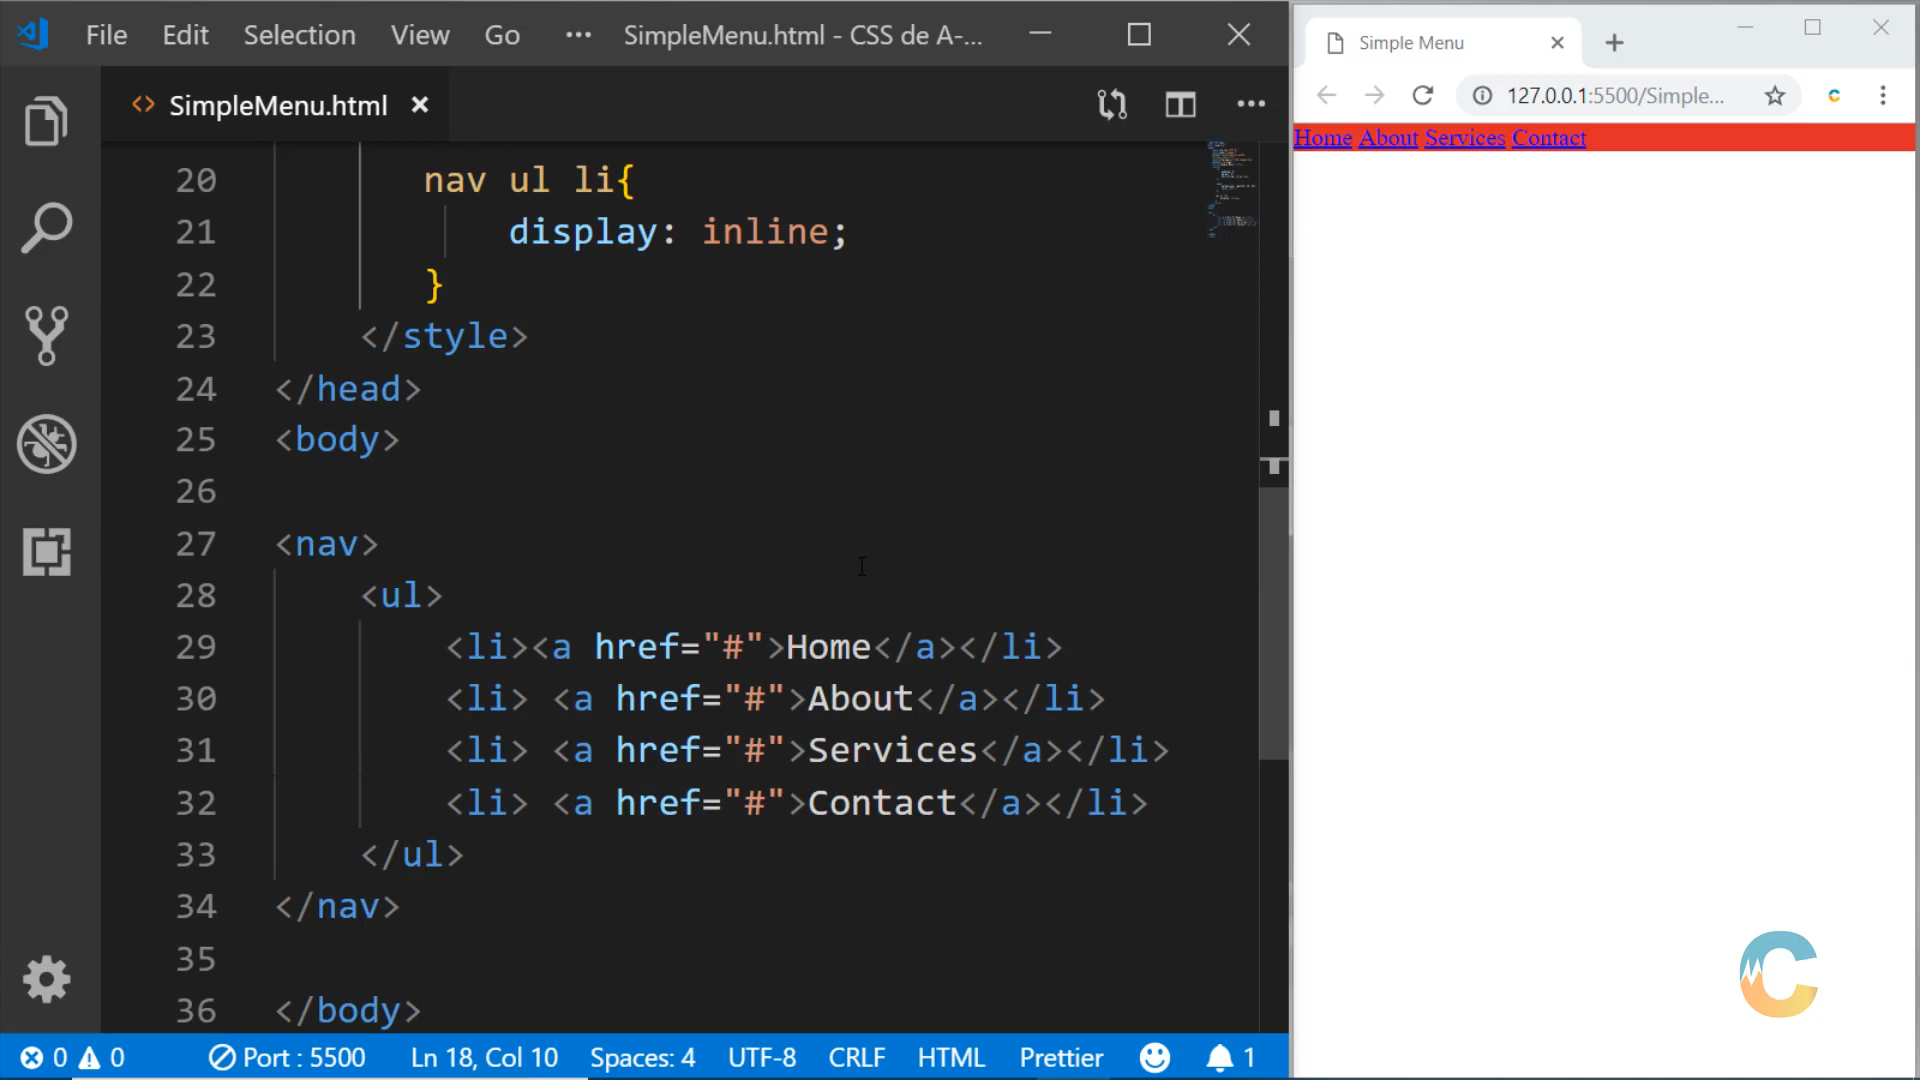 File Edit Selection View Go ••• SimpleMenu.html - CSS de A-...
SimpleMenu.html
20 nav ul li{
21 display: inline;
22 }
23 </style>
24 </head>
25 <body>
26
27 <nav>
28 <ul>
29 <li><a href="#">Home</a></li>
30 <li> <a href="#">About</a></li>
31 <li> <a href="#">Services</a></li>
32 <li> <a href="#">Contact</a></li>
33 </ul>
34 </nav>
35
36 </body>
0 0 Port : 5500 Ln 18, Col 10 Spaces: 4 UTF-8 CRLF HTML Prettier 1
Simple Menu
127.0.0.1:5500/Simple...
Home About Services Contact
C